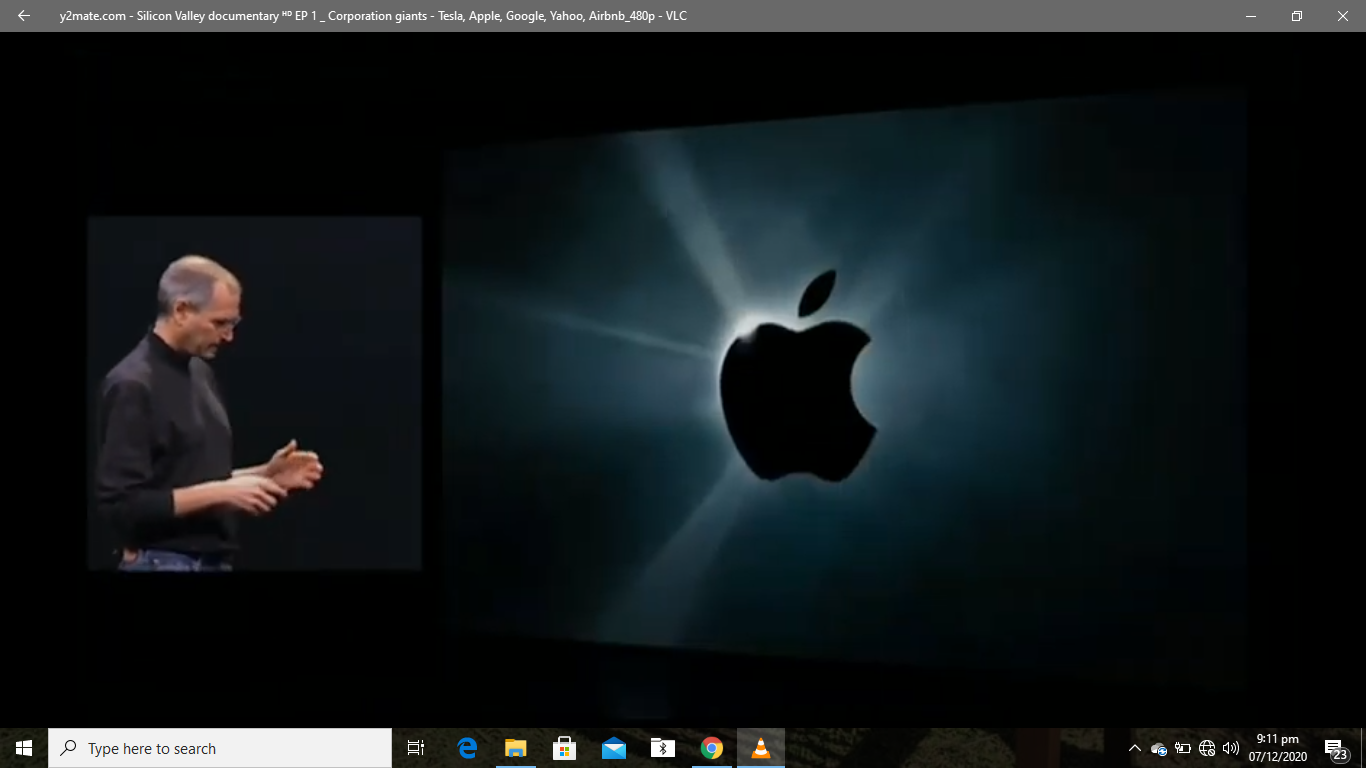 y2mate.com - Silicon Valley documentary ᴴᴰ EP 1 _ Corporation giants - Tesla, Apple, Google, Yahoo, Airbnb_480p - VLC
Type here to search
9:11 pm
07/12/2020
23